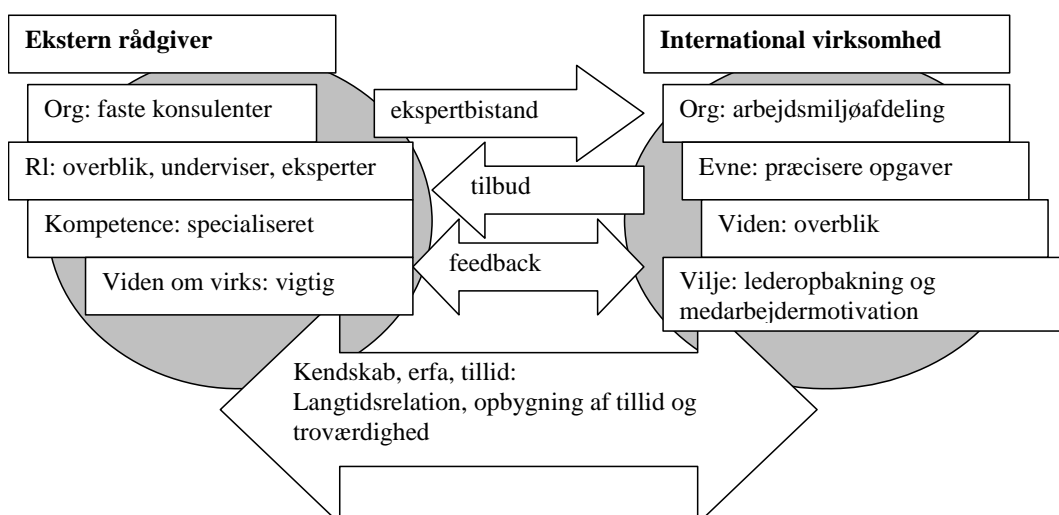 Ekstern rådgiver
Org: faste konsulenter
Rl: overblik, underviser, eksperter
Kompetence: specialiseret
Viden om virks: vigtig
ekspertbistand
tilbud
feedback
International virksomhed
Org: arbejdsmiljøafdeling
Evne: præcisere opgaver
Viden: overblik
Vilje: lederopbakning og
medarbejdermotivation
Kendskab, erfa, tillid:
Langtidsrelation, opbygning af tillid og
troværdighed